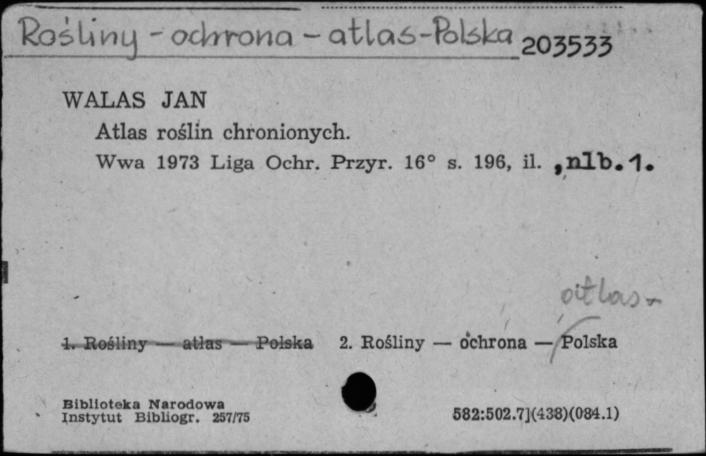 Rośliny - ochrona - atlas - Polska 203533
WALAS JAN
Atlas roślin chronionych.
Wwa 1973 Liga Ochr. Przyr. 16° s. 196, il. , nlb. 1.
atlas -
1. Rośliny — atlas — Polska 2. Rośliny — ochrona — Polska
Biblioteka Narodowa
Instytut Bibliogr. 257/75 582:502.7](438)(084.1)